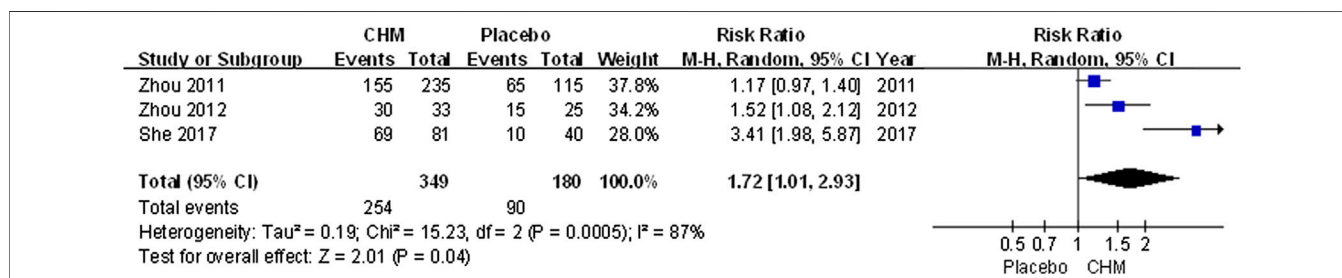 CHM Placebo Risk Ratio Risk Ratio
Study or Subgroup Events Total Events Total Weight M-H, Random, 95% CI Year M-H, Random, 95% CI
Zhou 2011 155 235 65 115 37.8% 1.17 [0.97, 1.40] 2011
Zhou 2012 30 33 15 25 34.2% 1.52 [1.08, 2.12] 2012
She 2017 69 81 10 40 28.0% 3.41 [1.98, 5.87] 2017
Total (95% CI) 349 180 100.0% 1.72 [1.01, 2.93]
Total events 254 90
Heterogeneity: Tau² = 0.19; Chi² = 15.23, df = 2 (P = 0.0005); I² = 87%
Test for overall effect: Z = 2.01 (P = 0.04)
0.5 0.7 1 1.5 2
Placebo CHM